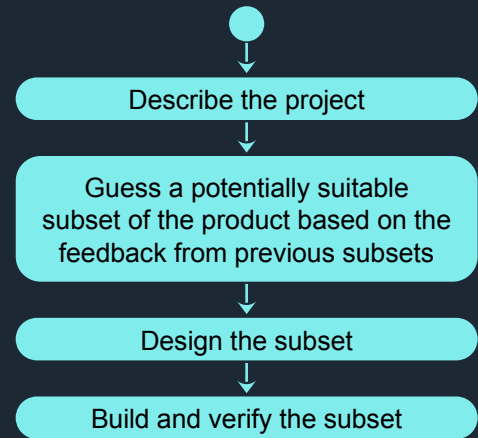 Describe the project
Guess a potentially suitable
subset of the product based on the
feedback from previous subsets
Design the subset
Build and verify the subset